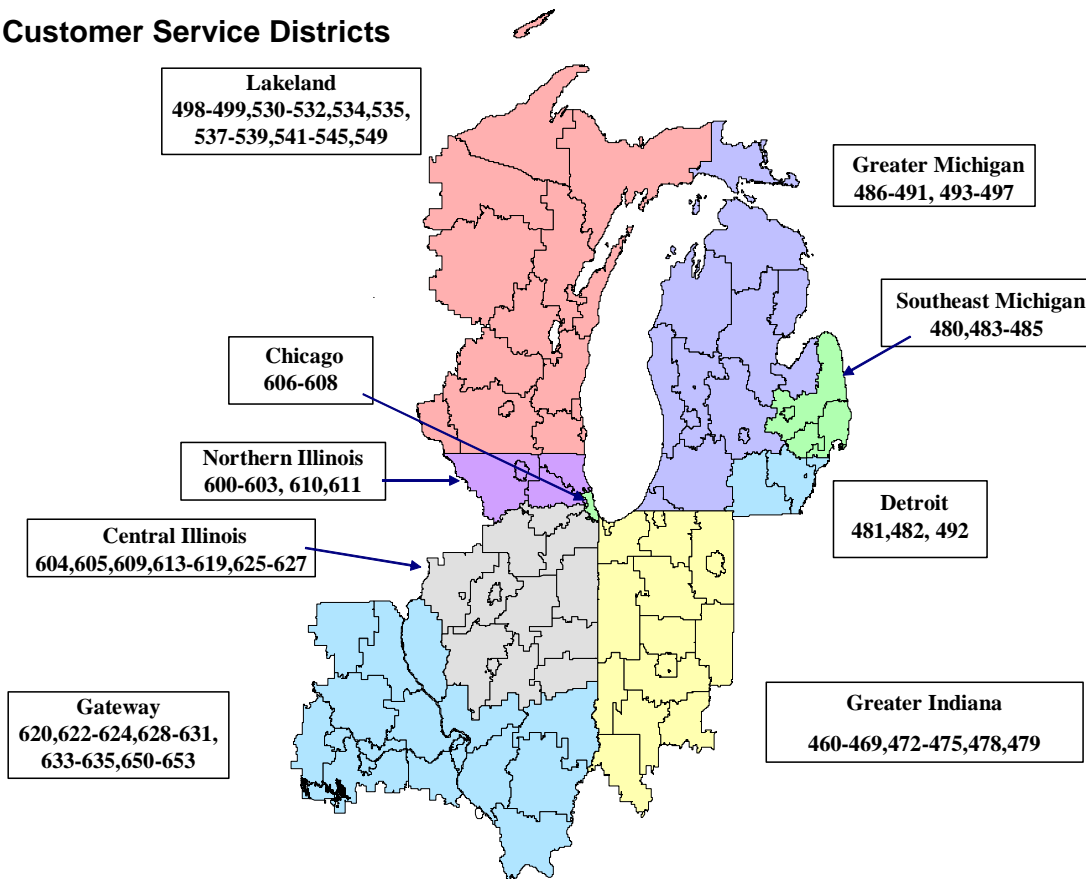 Customer Service Districts
Lakeland
498-499,530-532,534,535,
537-539,541-545,549
Greater Michigan
486-491, 493-497
Southeast Michigan
480,483-485
Chicago
606-608
Northern Illinois
600-603, 610,611
Detroit
481,482, 492
Central Illinois
604,605,609,613-619,625-627
Gateway
620,622-624,628-631,
633-635,650-653
Greater Indiana
460-469,472-475,478,479